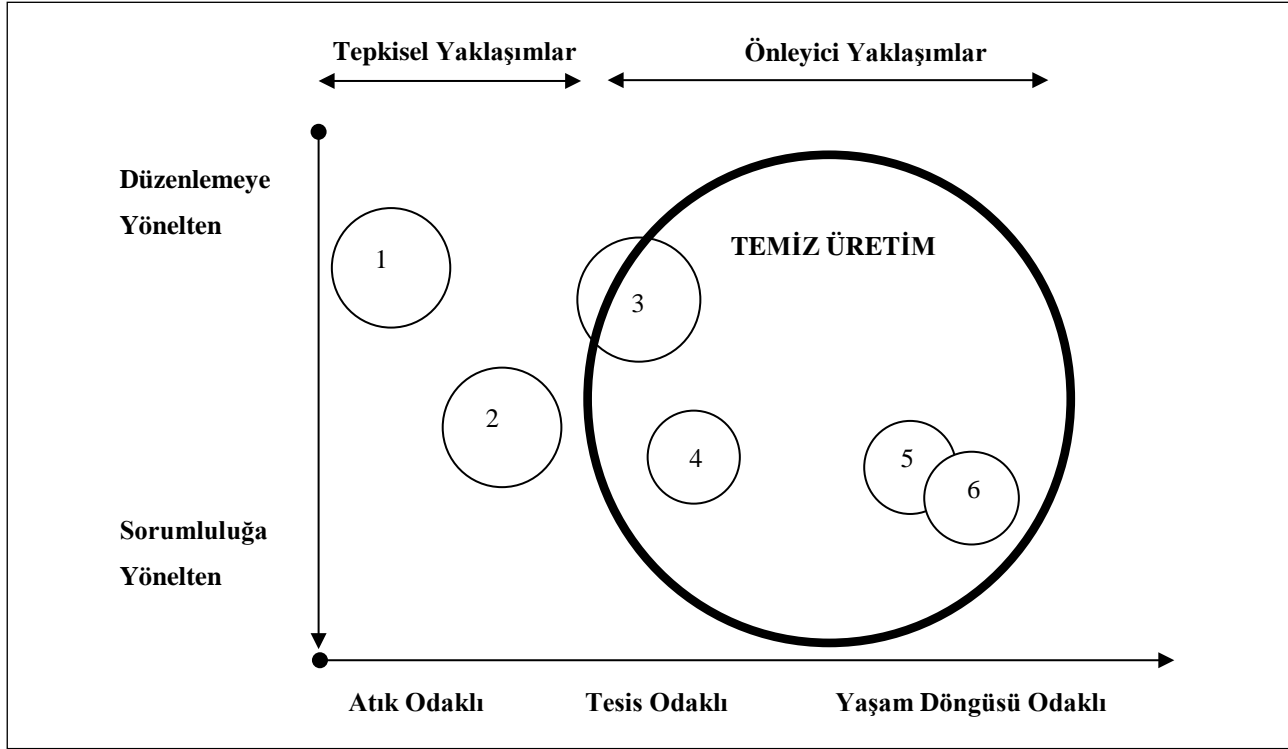 Tepkisel Yaklaşımlar
Önleyici Yaklaşımlar
Düzenlemeye
Yönelten
TEMİZ ÜRETİM
1
3
2
4
5
6
Sorumluluğa
Yönelten
Atık Odaklı
Tesis Odaklı
Yaşam Döngüsü Odaklı